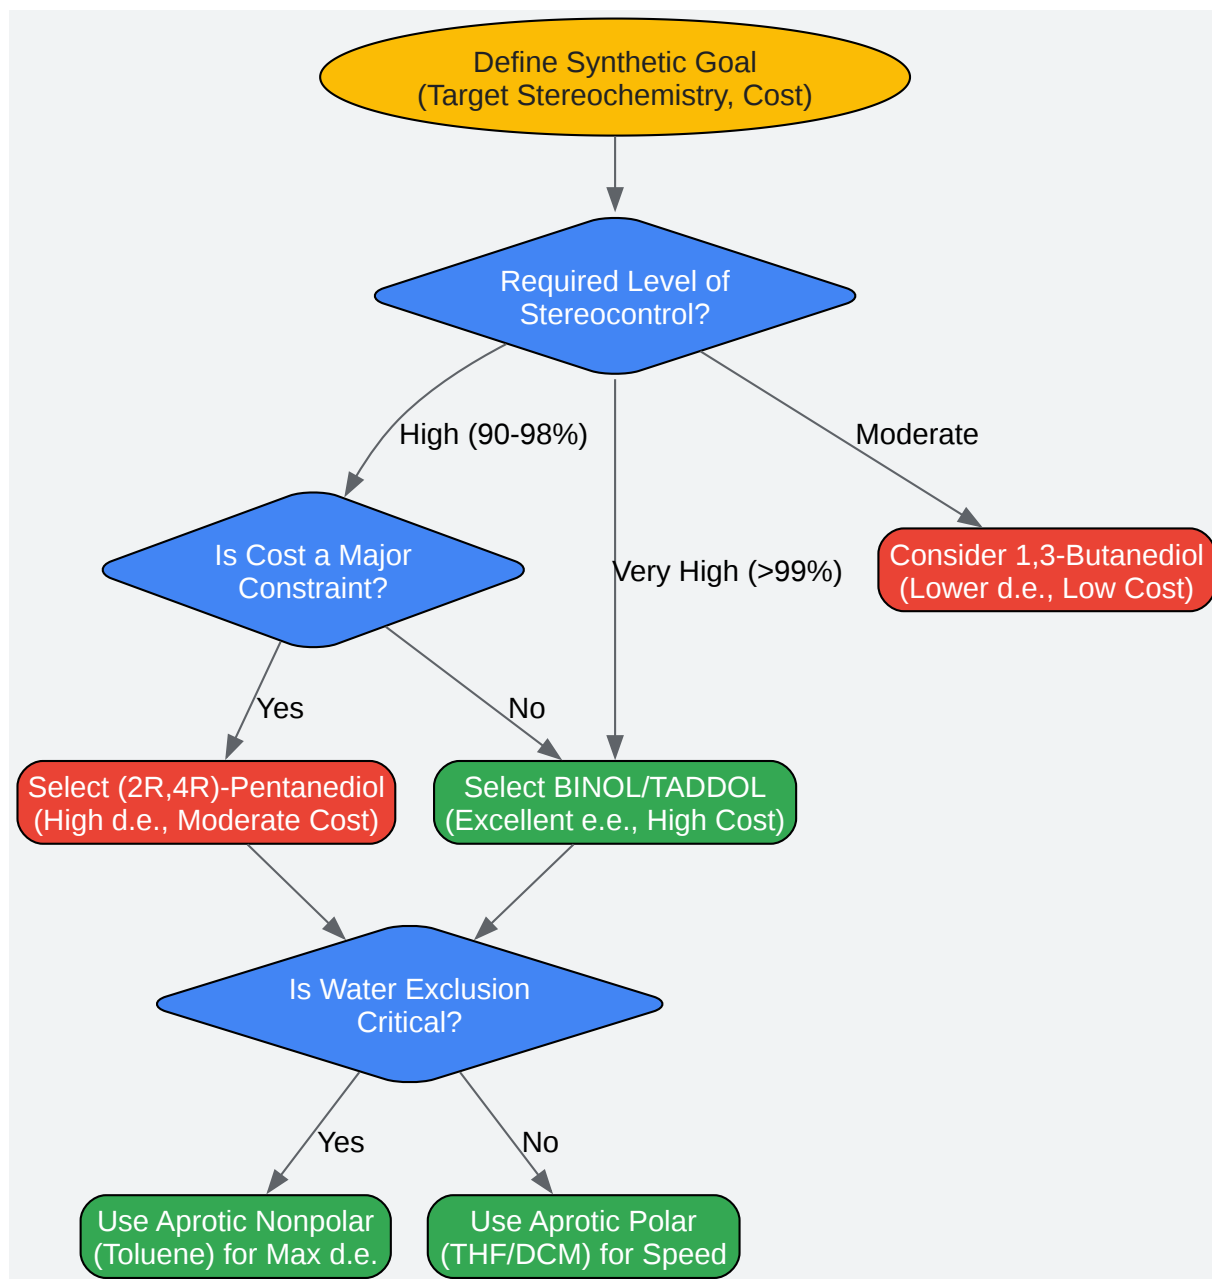 Define Synthetic Goal
(Target Stereochemistry, Cost)
Required Level of
Stereocontrol?
High (90-98%)
Moderate
Is Cost a Major
Constraint?
Very High (>99%)
Consider 1,3-Butanediol
(Lower d.e., Low Cost)
Yes
No
Select (2R,4R)-Pentanediol
(High d.e., Moderate Cost)
Select BINOL/TADDOL
(Excellent e.e., High Cost)
Is Water Exclusion
Critical?
Yes
No
Use Aprotic Nonpolar
(Toluene) for Max d.e.
Use Aprotic Polar
(THF/DCM) for Speed